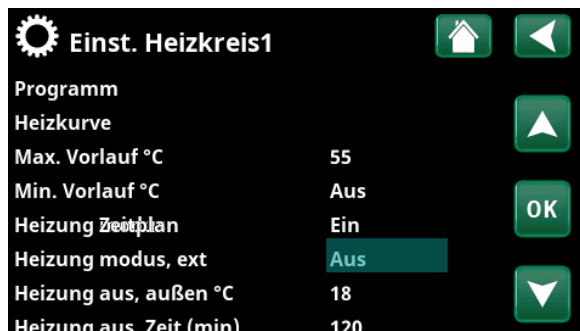 Einst. Heizkreis1
Programm
Heizkurve
Max. Vorlauf °C 55
Min. Vorlauf °C Aus
Heizung Zeitplan Ein
OK
Heizung modus, ext Aus
Heizung aus, außen °C 18
Heizung aus, Zeit (min) 120